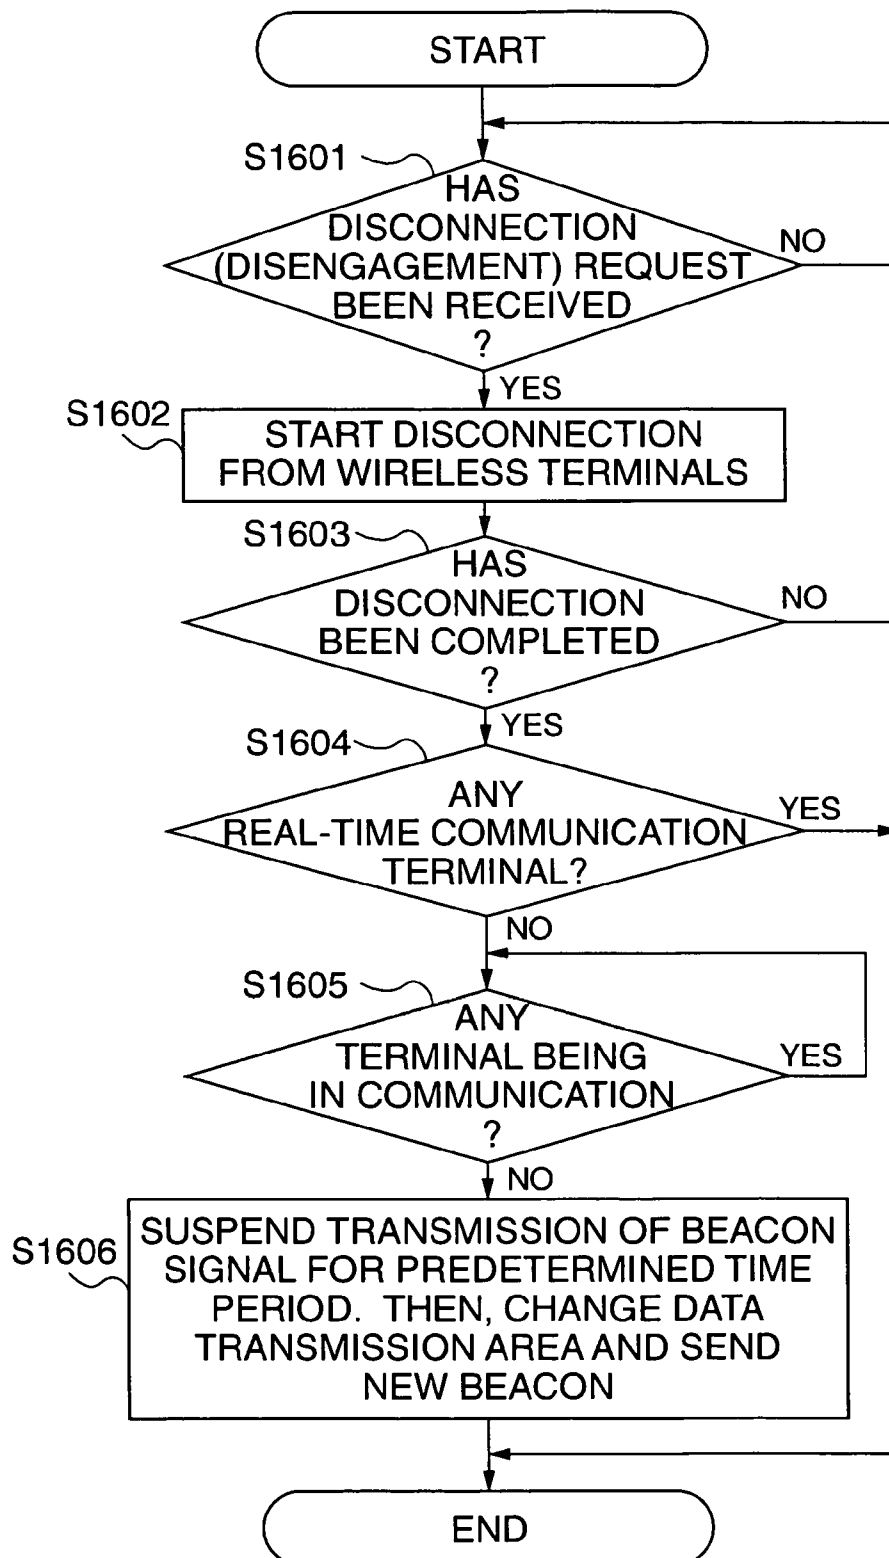 START
S1601
HAS
DISCONNECTION
(DISENGAGEMENT) REQUEST
BEEN RECEIVED
?
NO
YES
S1602
START DISCONNECTION
FROM WIRELESS TERMINALS
S1603
HAS
DISCONNECTION
BEEN COMPLETED
?
NO
YES
S1604
ANY
REAL-TIME COMMUNICATION
TERMINAL?
YES
NO
S1605
ANY
TERMINAL BEING
IN COMMUNICATION
?
YES
NO
S1606
SUSPEND TRANSMISSION OF BEACON
SIGNAL FOR PREDETERMINED TIME
PERIOD. THEN, CHANGE DATA
TRANSMISSION AREA AND SEND
NEW BEACON
END